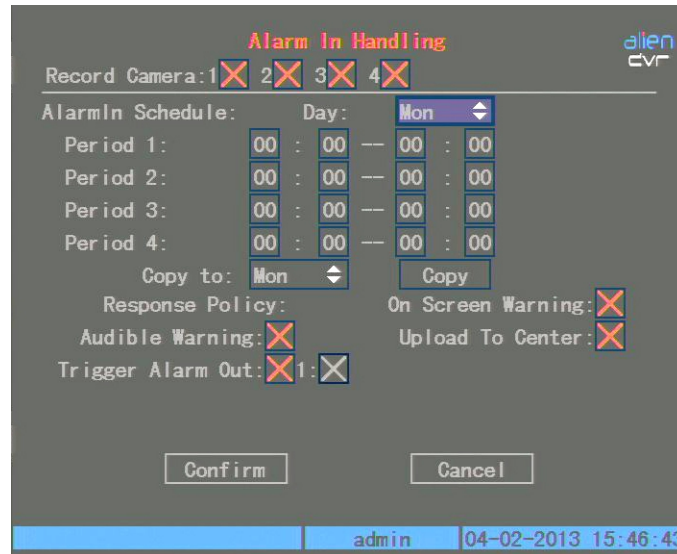 Alarm In Handling
alien dvr
Record Camera:1 2 3 4
AlarmIn Schedule: Day: Mon
Period 1: 00 : 00 -- 00 : 00
Period 2: 00 : 00 -- 00 : 00
Period 3: 00 : 00 -- 00 : 00
Period 4: 00 : 00 -- 00 : 00
Copy to: Mon Copy
Response Policy: On Screen Warning:
Audible Warning: Upload To Center:
Trigger Alarm Out: 1:
Confirm Cancel
admin 04-02-2013 15:46:43